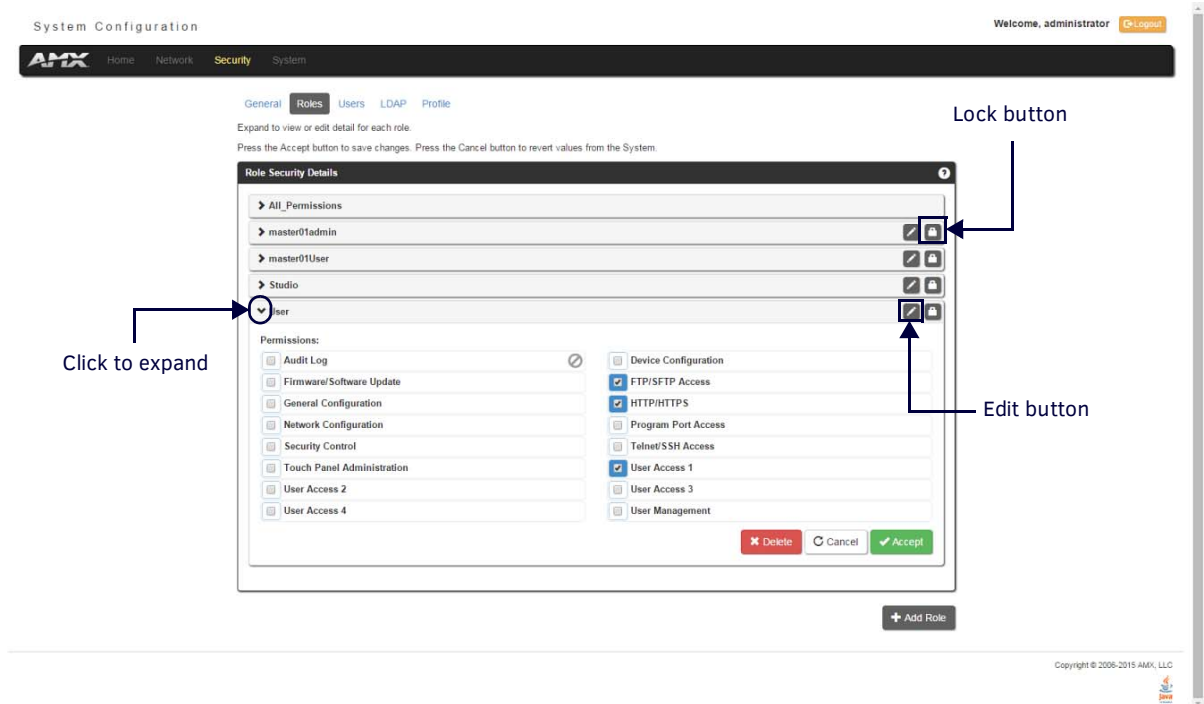 System Configuration
Welcome, administrator Logout
AMX Home Network Security System
General Roles Users LDAP Profile
Lock button
Expand to view or edit detail for each role.
Press the Accept button to save changes. Press the Cancel button to revert values from the System.
Role Security Details ?
All_Permissions
master01admin
master01User
Studio
User
Click to expand
Edit button
Permissions:
Audit Log Device Configuration
Firmware/Software Update FTP/SFTP Access
General Configuration HTTP/HTTPS
Network Configuration Program Port Access
Security Control Telnet/SSH Access
Touch Panel Administration User Access 1
User Access 2 User Access 3
User Access 4 User Management
Delete Cancel Accept
Add Role
Copyright © 2006-2015 AMX, LLC
Java